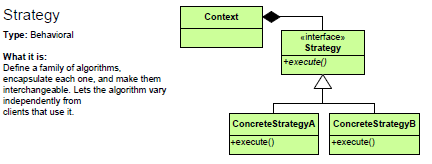 Strategy
Type: Behavioral
What it is:
Define a family of algorithms,
encapsulate each one, and make them
interchangeable. Lets the algorithm vary
independently from
clients that use it.
Context
«interface»
Strategy
+execute()
ConcreteStrategyA
+execute()
ConcreteStrategyB
+execute()